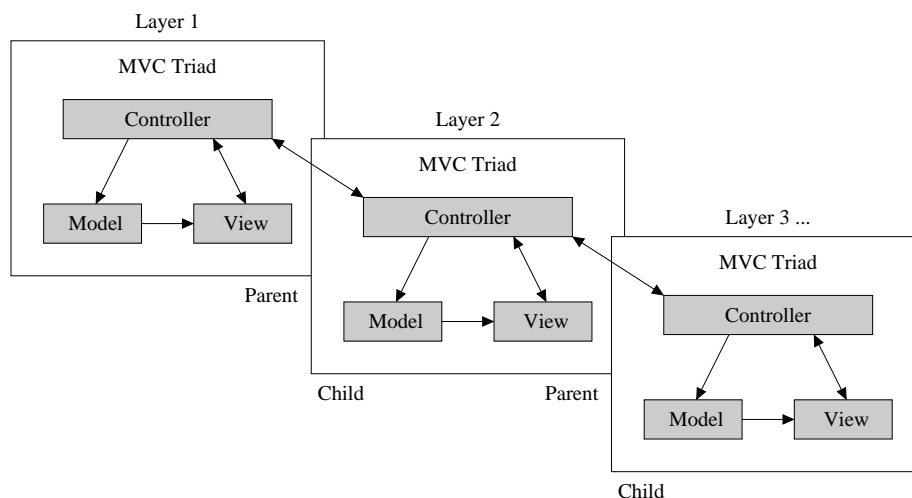 Layer 1
MVC Triad
Controller
Model
View
Parent
Layer 2
MVC Triad
Controller
Model
View
Child
Parent
Layer 3 ...
MVC Triad
Controller
Model
View
Child